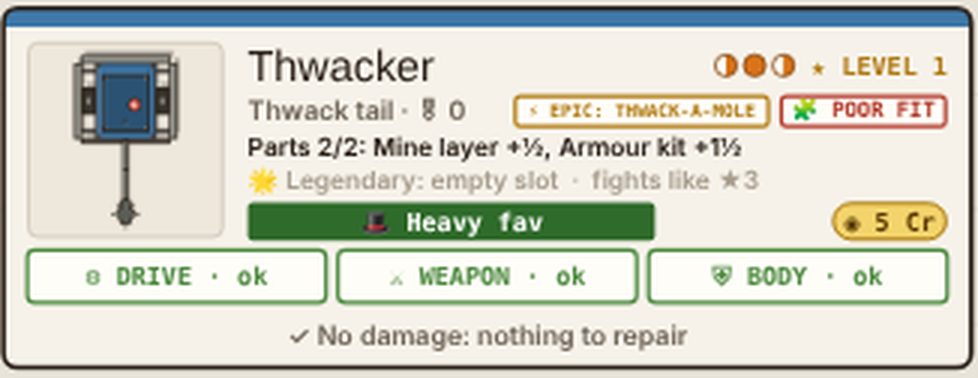 Thwacker
★ LEVEL 1
Thwack tail · 🎖 0
⚡ EPIC: THWACK-A-MOLE
🧩 POOR FIT
Parts 2/2: Mine layer +½, Armour kit +1½
🌟 Legendary: empty slot · fights like ★3
🎩 Heavy fav
◉ 5 Cr
⚙ DRIVE · ok
⚔ WEAPON · ok
⛨ BODY · ok
✓ No damage: nothing to repair